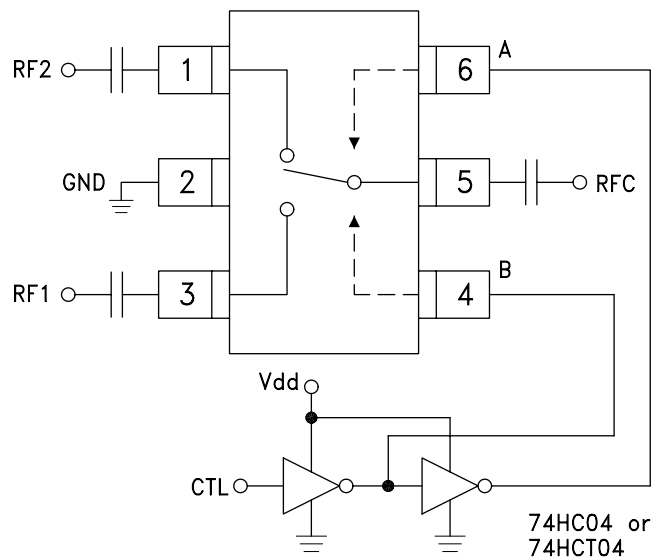 A
RF2 1 6
GND 2 5 RFC
B
RF1 3 4
Vdd
CTL
74HC04 or
74HCT04